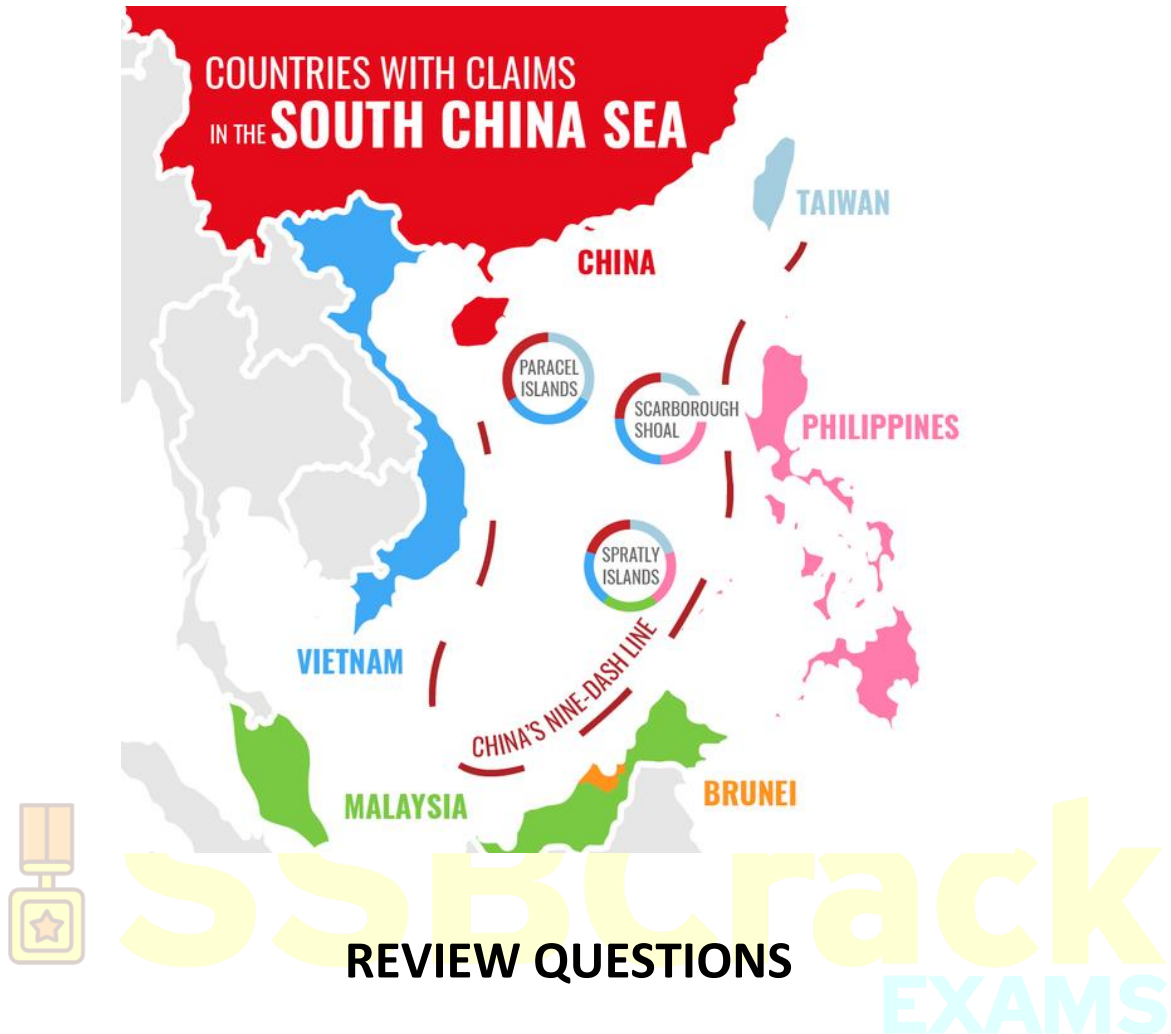 COUNTRIES WITH CLAIMS
IN THE SOUTH CHINA SEA
TAIWAN
CHINA
PARACEL
ISLANDS
SCARBOROUGH
SHOAL
PHILIPPINES
SPRATLY
ISLANDS
VIETNAM
CHINA'S NINE-DASH LINE
BRUNEI
MALAYSIA
SSBCrack
EXAMS
REVIEW QUESTIONS